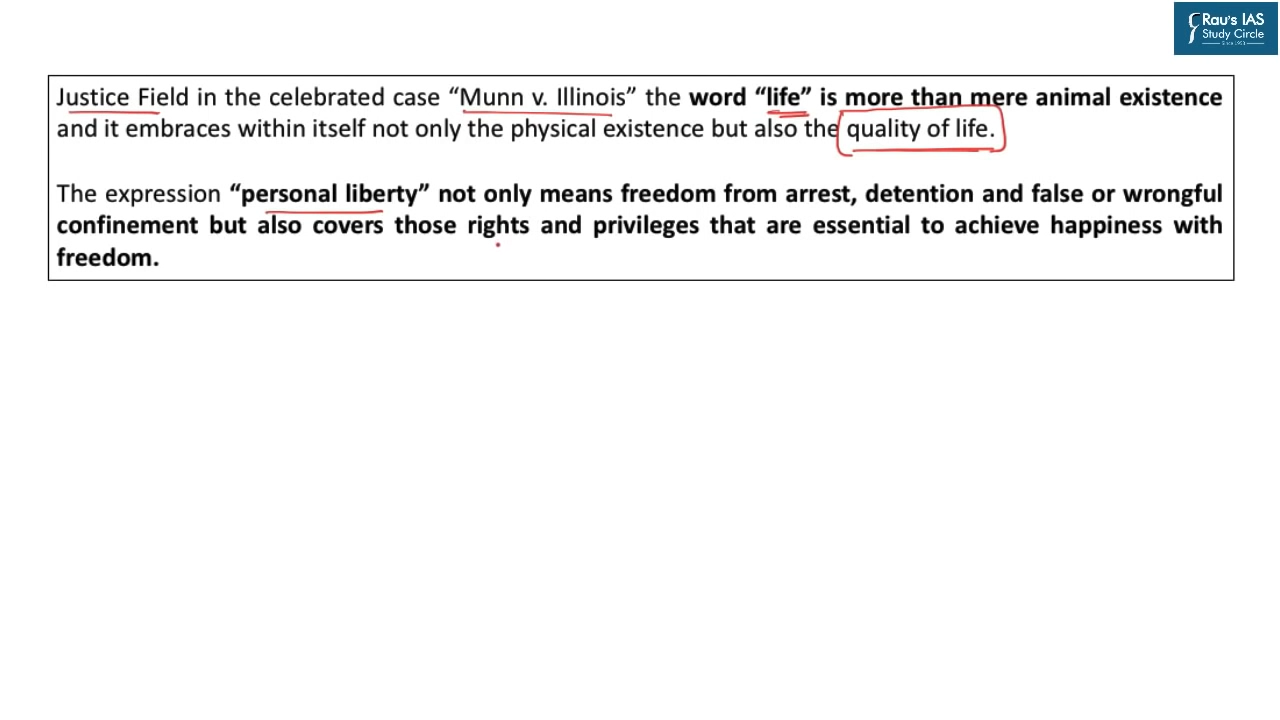 Rau's IAS
Study Circle
Since 1953
Justice Field in the celebrated case “Munn v. Illinois” the word “life” is more than mere animal existence
and it embraces within itself not only the physical existence but also the quality of life.
The expression “personal liberty” not only means freedom from arrest, detention and false or wrongful
confinement but also covers those rights and privileges that are essential to achieve happiness with
freedom.